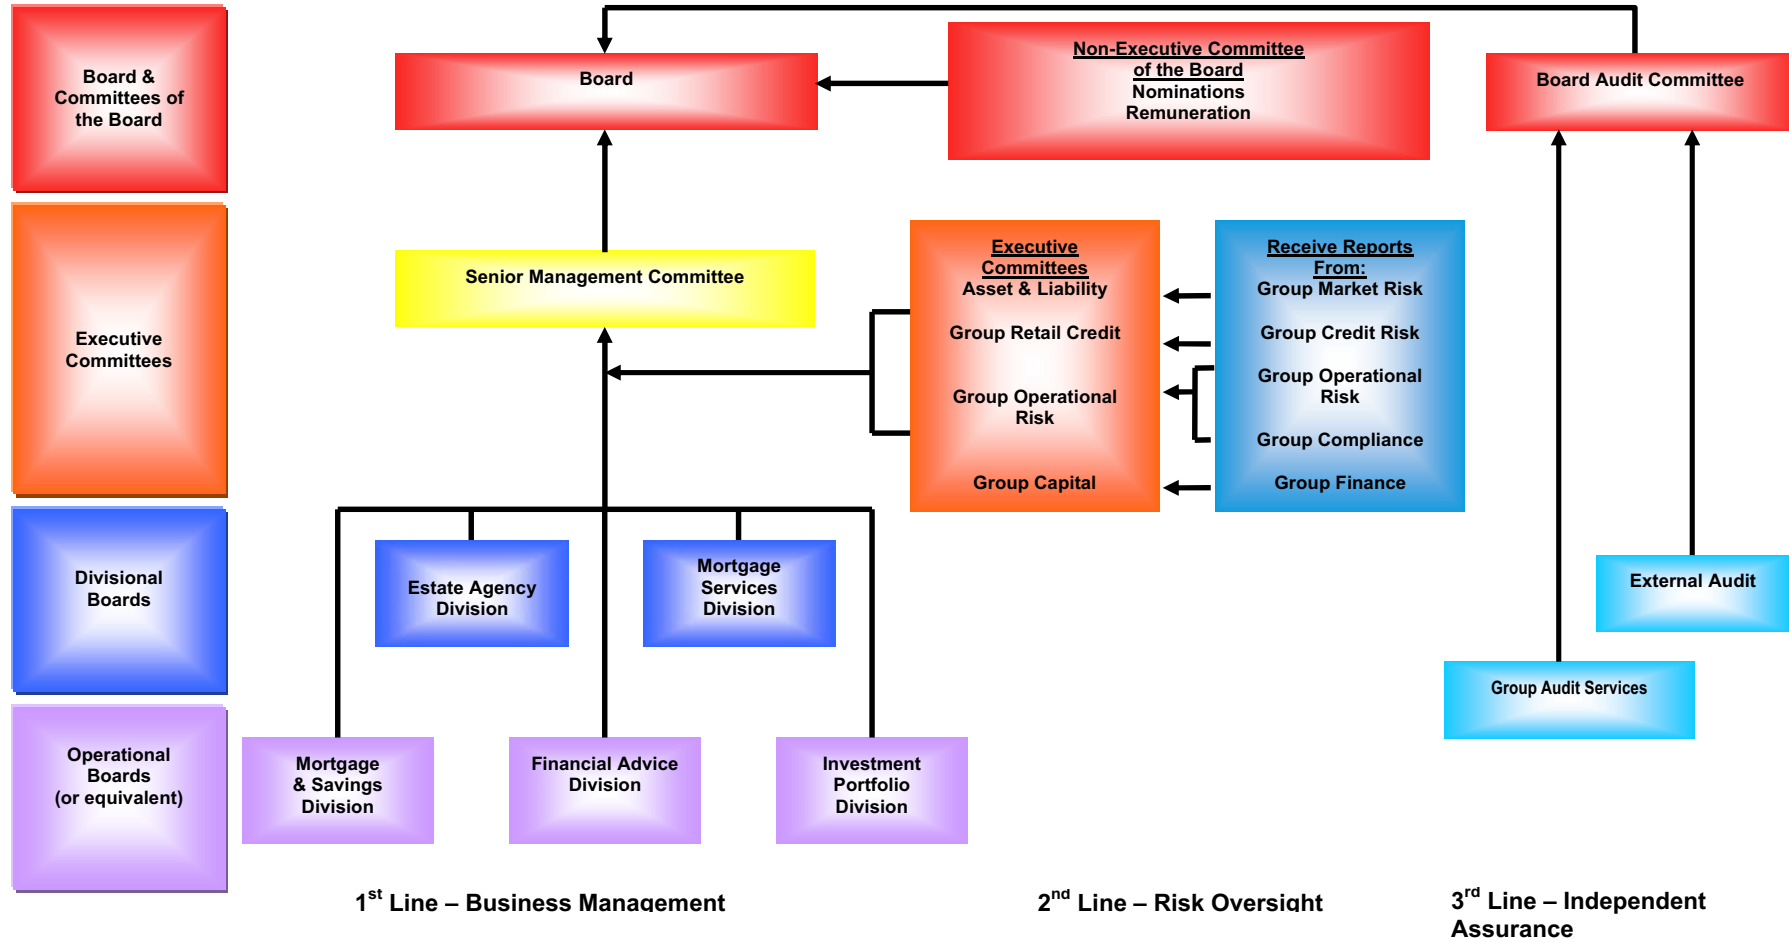 Board &
Committees of
the Board
Board
Non-Executive Committee
of the Board
Nominations
Remuneration
Board Audit Committee
Executive
Committees
Senior Management Committee
Executive
Committees
Asset & Liability
Group Retail Credit
Group Operational
Risk
Group Capital
Receive Reports
From:
Group Market Risk
Group Credit Risk
Group Operational
Risk
Group Compliance
Group Finance
Divisional
Boards
Estate Agency
Division
Mortgage
Services
Division
External Audit
Group Audit Services
Operational
Boards
(or equivalent)
Mortgage
& Savings
Division
Financial Advice
Division
Investment
Portfolio
Division
1st Line – Business Management
2nd Line – Risk Oversight
3rd Line – Independent
Assurance